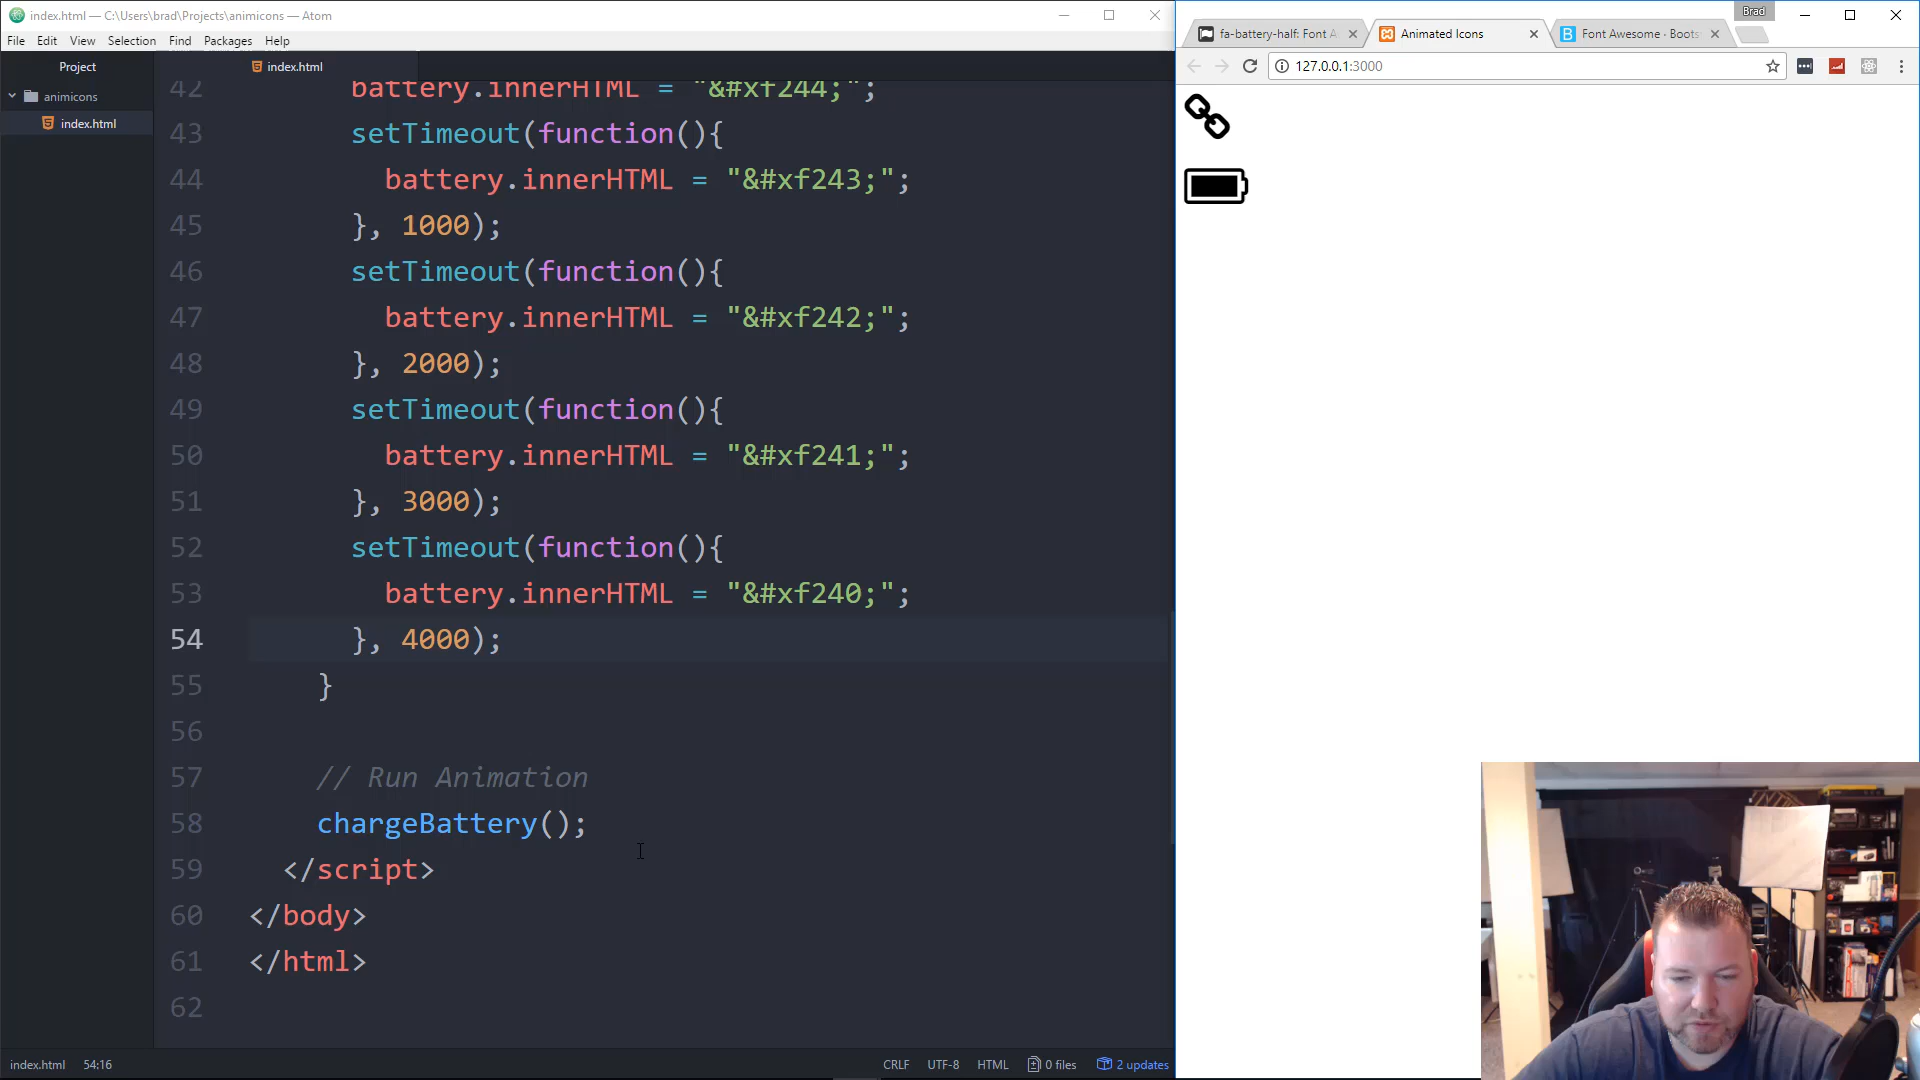 index.html — C:\Users\brad\Projects\animicons — Atom
File Edit View Selection Find Packages Help
Project
animicons
index.html
index.html
42 battery.innerHTML = "&#xf244;";
43 setTimeout(function(){
44 battery.innerHTML = "&#xf243;";
45 }, 1000);
46 setTimeout(function(){
47 battery.innerHTML = "&#xf242;";
48 }, 2000);
49 setTimeout(function(){
50 battery.innerHTML = "&#xf241;";
51 }, 3000);
52 setTimeout(function(){
53 battery.innerHTML = "&#xf240;";
54 }, 4000);
55 }
56
57 // Run Animation
58 chargeBattery();
59 </script>
60 </body>
61 </html>
62
index.html 54:16 CRLF UTF-8 HTML 0 files 2 updates
Brad
fa-battery-half: Font A Animated Icons Font Awesome · Boots
127.0.0.1:3000